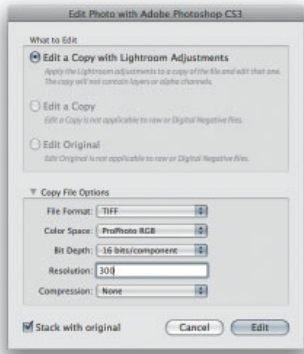 Edit Photo with Adobe Photoshop CS3
What to Edit
Edit a Copy with Lightroom Adjustments
Apply the Lightroom adjustments to a copy of the file and edit that one.
The copy will not contain layers or alpha channels.
Edit a Copy
Edit a Copy is not applicable to raw or Digital Negative files.
Edit Original
Edit Original is not applicable to raw or Digital Negative files.
Copy File Options
File Format: TIFF
Color Space: ProPhoto RGB
Bit Depth: 16 bits/component
Resolution: 300
Compression: None
Stack with original Cancel Edit